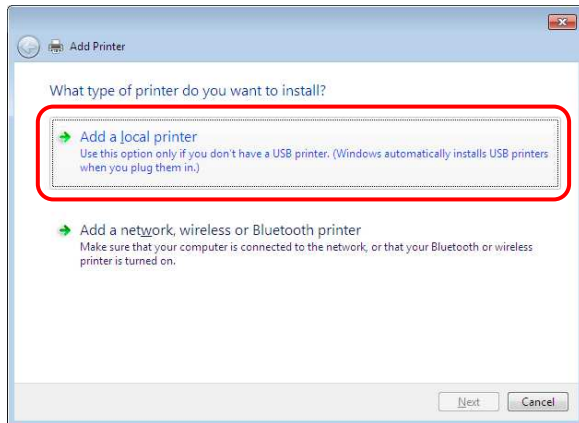 Add Printer
What type of printer do you want to install?
Add a local printer
Use this option only if you don't have a USB printer. (Windows automatically installs USB printers
when you plug them in.)
Add a network, wireless or Bluetooth printer
Make sure that your computer is connected to the network, or that your Bluetooth or wireless
printer is turned on.
Next Cancel